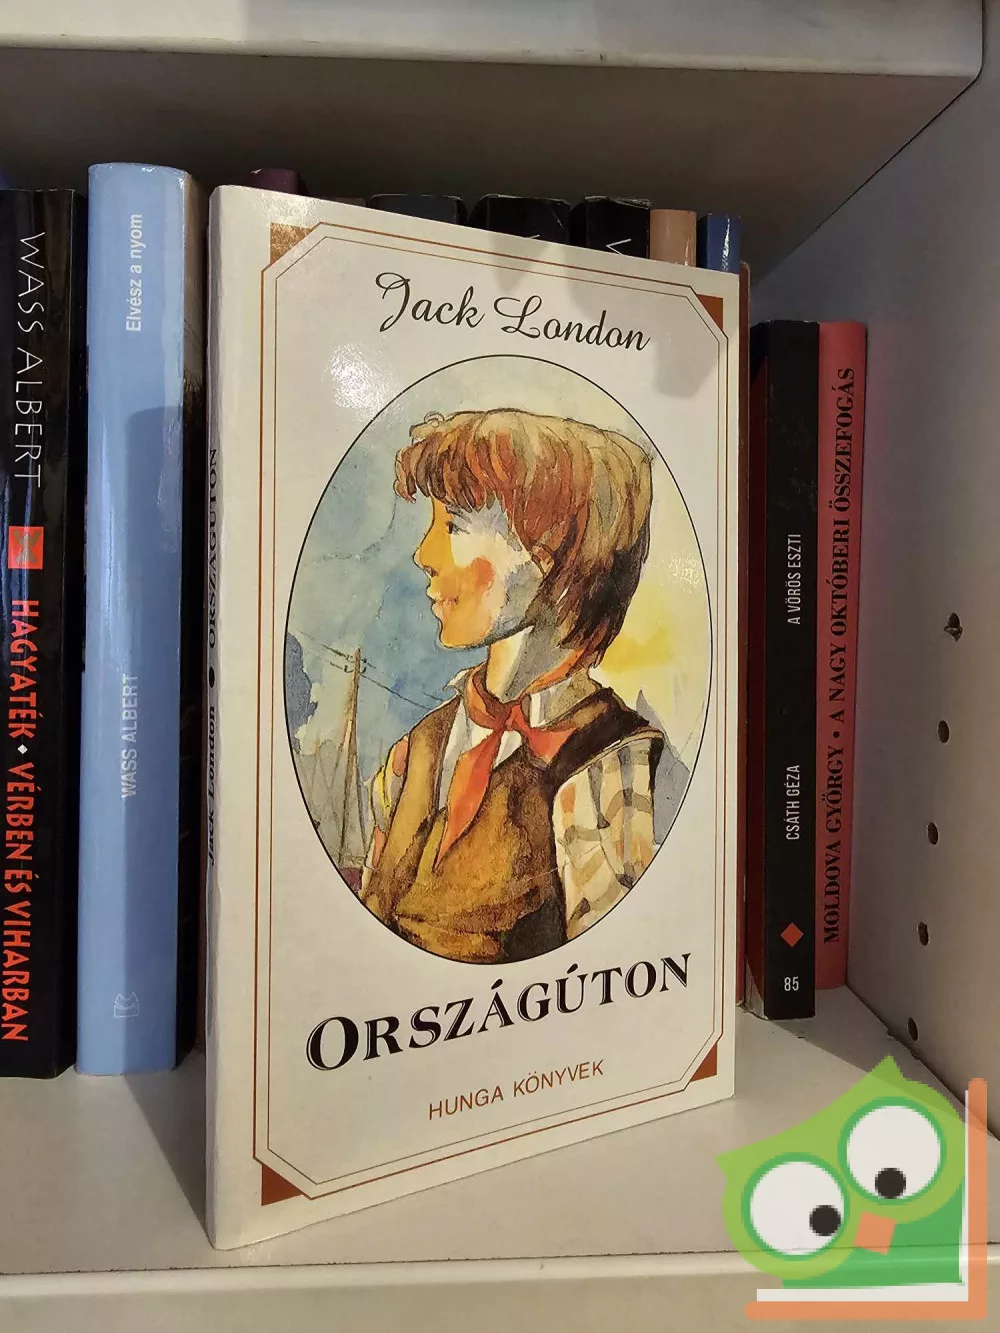 WASS ALBERT
HAGYATÉK • VÉRBEN ÉS VIHARBAN
Elvész a nyom
WASS ALBERT
Jack London • ORSZÁGÚTON
Jack London
ORSZÁGÚTON
HUNGA KÖNYVEK
CSÁTH GÉZA
A VÖRÖS ESZTI
85
MOLDOVA GYÖRGY • A NAGY OKTÓBERI ÖSSZEFOGÁS